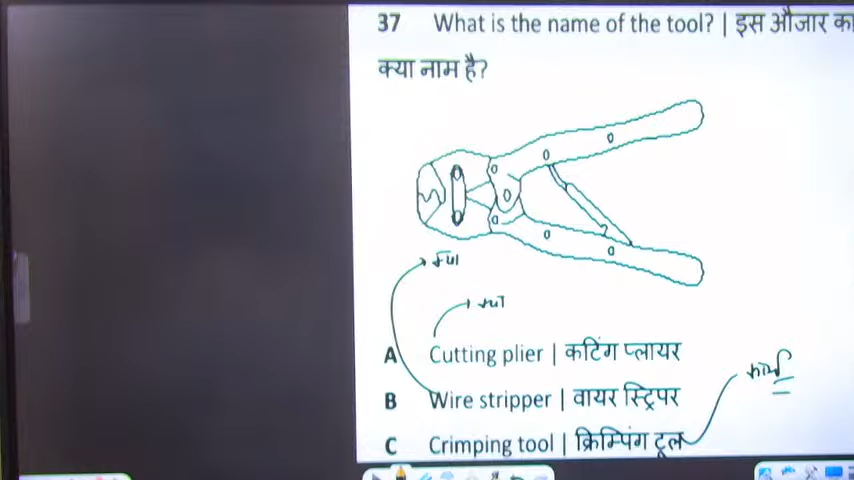 37 What is the name of the tool? | इस औजार का
क्या नाम है?
A Cutting plier | कटिंग प्लायर
B Wire stripper | वायर स्ट्रिपर
C Crimping tool | क्रिम्पिंग टूल